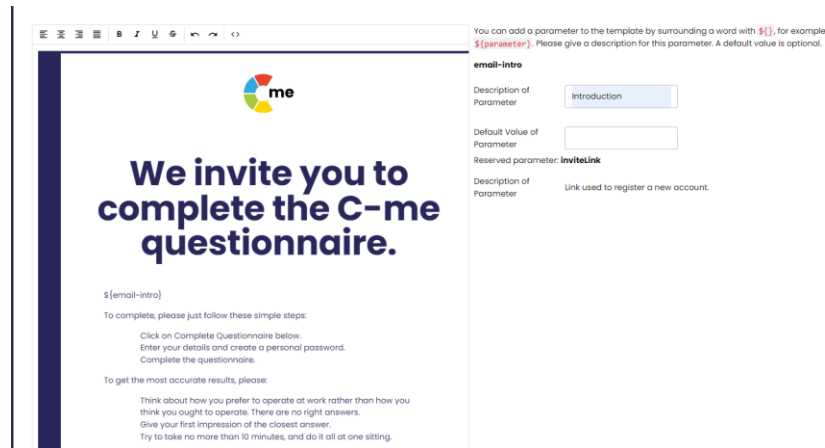 B I U S <>
me
We invite you to
complete the C-me
questionnaire.
${email-intro}
To complete, please just follow these simple steps:
Click on Complete Questionnaire below.
Enter your details and create a personal password.
Complete the questionnaire.
To get the most accurate results, please:
Think about how you prefer to operate at work rather than how you
think you ought to operate. There are no right answers.
Give your first impression of the closest answer.
Try to take no more than 10 minutes, and do it all at one sitting.
You can add a parameter to the template by surrounding a word with ${}, for example
${parameter}. Please give a description for this parameter. A default value is optional.
email-intro
Description of
Parameter
Introduction
Default Value of
Parameter
Reserved parameter: inviteLink
Description of
Parameter
Link used to register a new account.